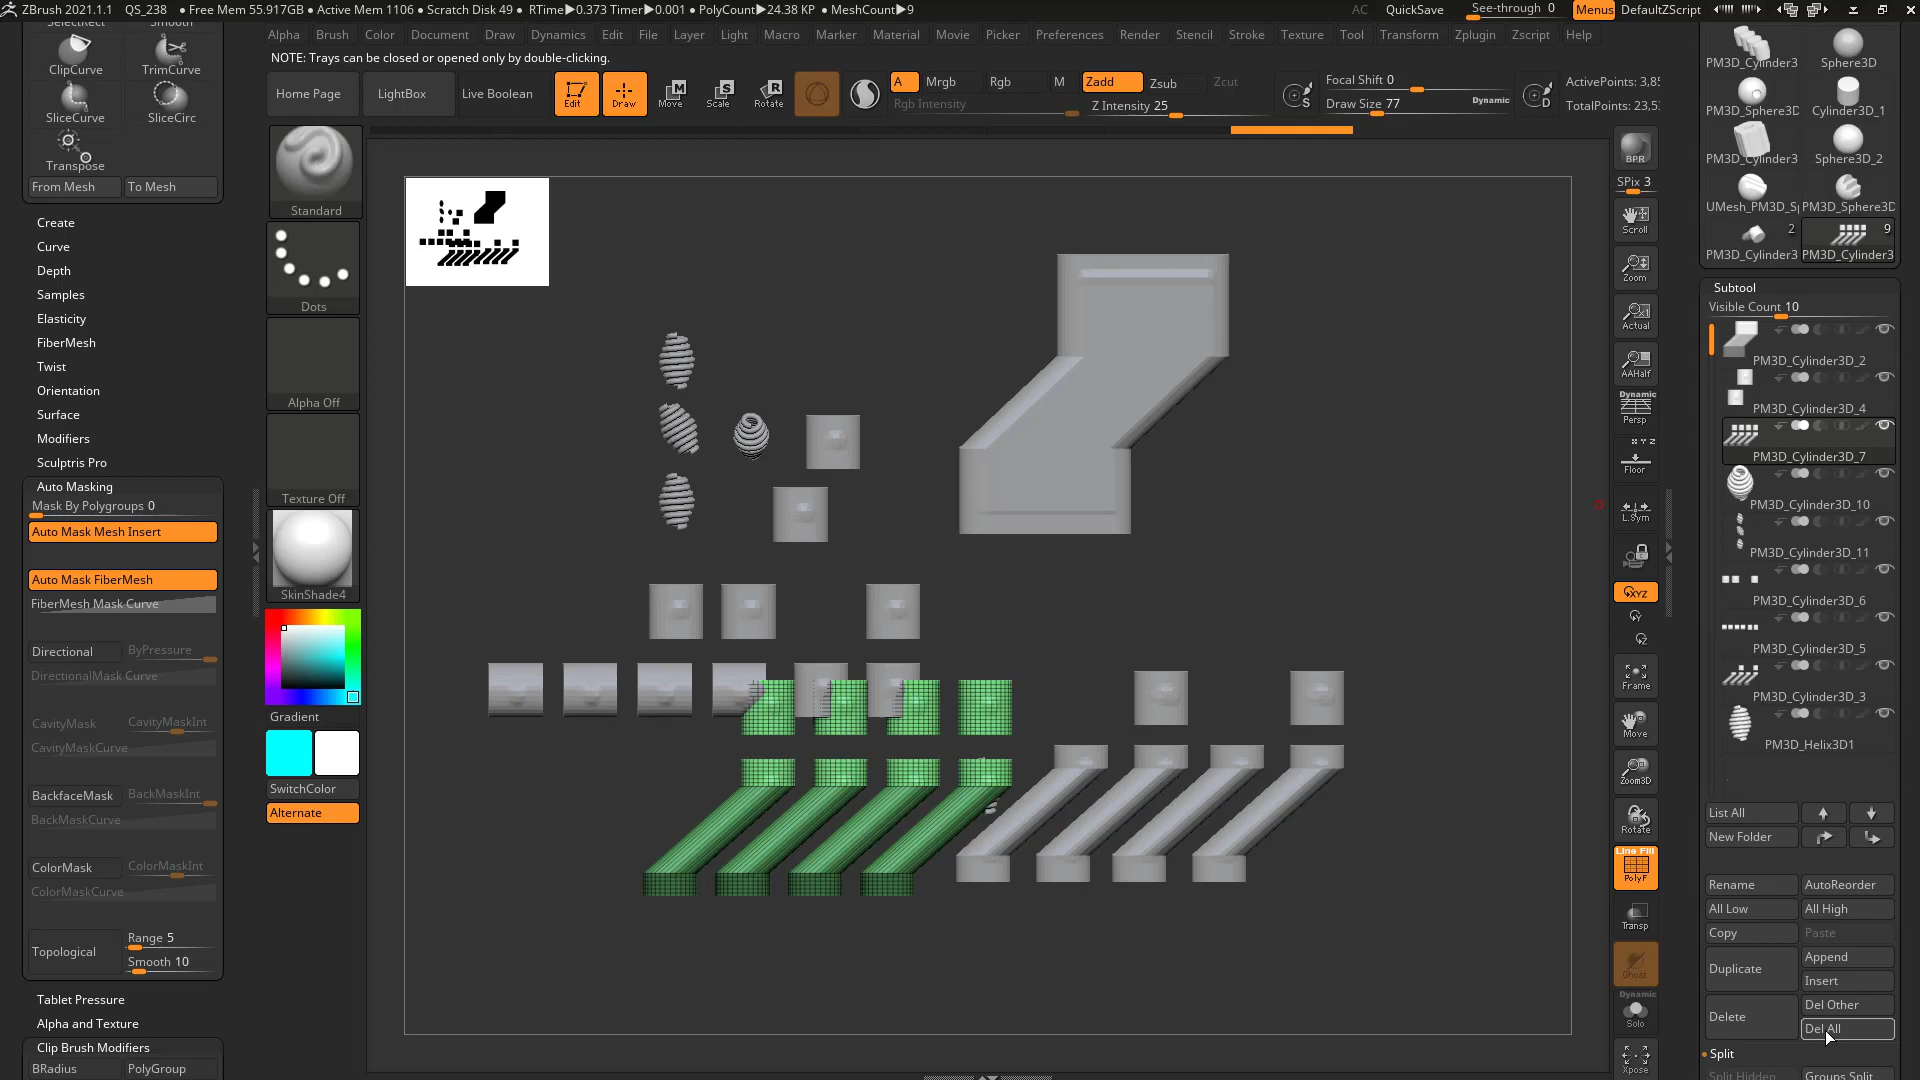 ZBrush 2021.1.1 QS_238 • Free Mem 55.917GB • Active Mem 1106 • Scratch Disk 49 • RTime▶0.373 Timer▶0.001 • PolyCount▶24.38 KP • MeshCount▶9
AC QuickSave See-through 0 Menus DefaultZScript
Alpha Brush Color Document Draw Dynamics Edit File Layer Light Macro Marker Material Movie Picker Preferences Render Stencil Stroke Texture Tool Transform Zplugin Zscript Help
NOTE: Trays can be closed or opened only by double-clicking.
Home Page LightBox Live Boolean Edit Draw Move Scale Rotate
A Mrgb Rgb M Zadd Zsub Zcut
Rgb Intensity Z Intensity 25
Focal Shift 0
Draw Size 77 Dynamic
ActivePoints: 3,85
TotalPoints: 23,5
ClipCurve TrimCurve
SliceCurve SliceCirc
Transpose
From Mesh To Mesh
Create
Curve
Depth
Samples
Elasticity
FiberMesh
Twist
Orientation
Surface
Modifiers
Sculptris Pro
Auto Masking
Mask By Polygroups 0
Auto Mask Mesh Insert
Auto Mask FiberMesh
FiberMesh Mask Curve
Directional ByPressure
DirectionalMask Curve
CavityMask CavityMaskInt
CavityMaskCurve
BackfaceMask BackMaskInt
BackMaskCurve
ColorMask ColorMaskInt
ColorMaskCurve
Topological Range 5
Smooth 10
Tablet Pressure
Alpha and Texture
Clip Brush Modifiers
BRadius PolyGroup
Standard
Dots
Alpha Off
Texture Off
SkinShade4
Gradient
SwitchColor
Alternate
BPR
SPix 3
Scroll
Zoom
Actual
AAHalf
Dynamic
Persp
X Y Z
Floor
L.Sym
XYZ
Y
Z
Frame
Move
Zoom3D
Rotate
Line Fill
PolyF
Transp
Ghost
Dynamic
Solo
Xpose
PM3D_Cylinder3 Sphere3D
PM3D_Sphere3D Cylinder3D_1
PM3D_Cylinder3 Sphere3D_2
UMesh_PM3D_S PM3D_Sphere3D
2 9
PM3D_Cylinder3 PM3D_Cylinder3
Subtool
Visible Count 10
PM3D_Cylinder3D_2
PM3D_Cylinder3D_4
PM3D_Cylinder3D_7
PM3D_Cylinder3D_10
PM3D_Cylinder3D_11
PM3D_Cylinder3D_6
PM3D_Cylinder3D_5
PM3D_Cylinder3D_3
PM3D_Helix3D1
List All
New Folder
Rename AutoReorder
All Low All High
Copy Paste
Duplicate Append
Insert
Delete Del Other
Del All
Split
Split Hidden Groups Split